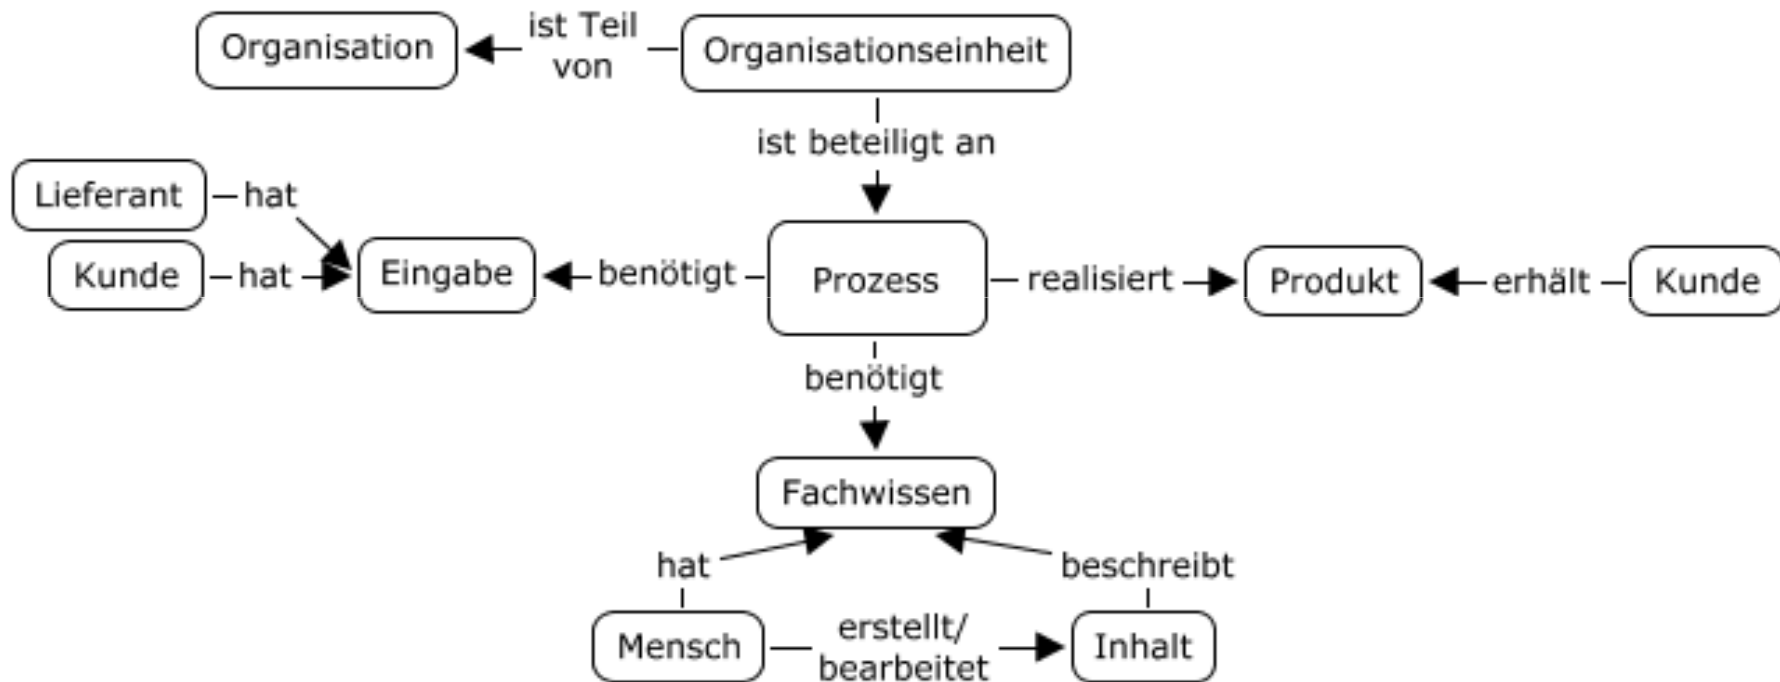 Organisation
ist Teil
von
Organisationseinheit
ist beteiligt an
Lieferant
hat
Kunde
hat
Eingabe
benötigt
Prozess
realisiert
Produkt
erhält
Kunde
benötigt
Fachwissen
hat
beschreibt
Mensch
erstellt/
bearbeitet
Inhalt